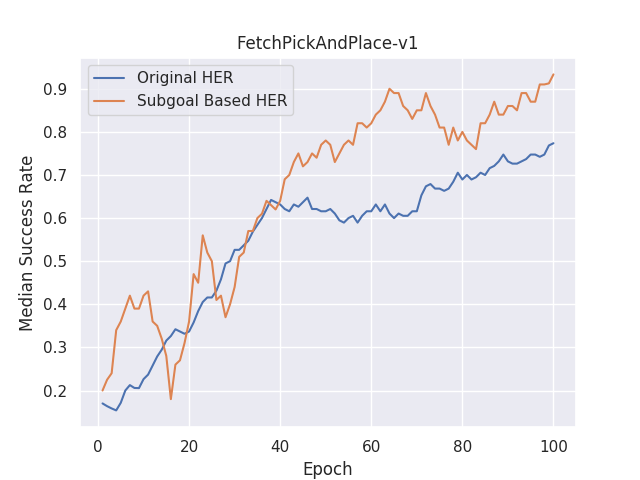 FetchPickAndPlace-v1
Original HER
Subgoal Based HER
Median Success Rate
0.9
0.8
0.7
0.6
0.5
0.4
0.3
0.2
0
20
40
60
80
100
Epoch